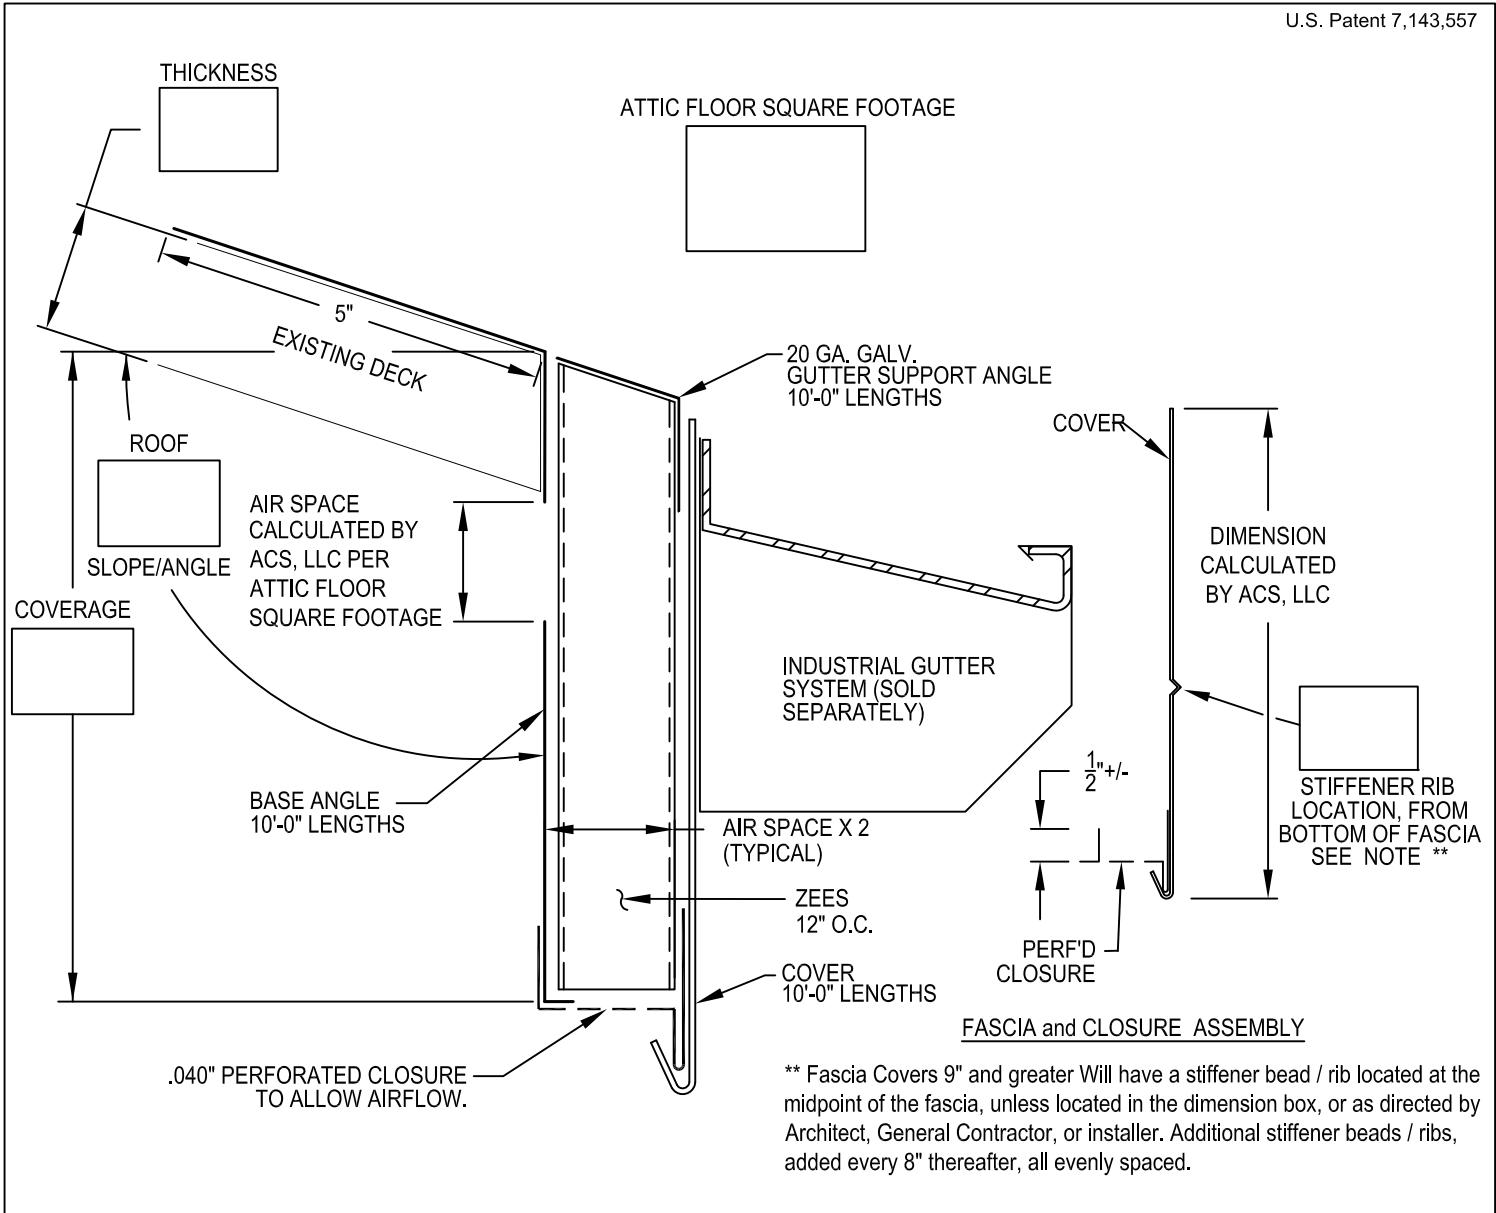 U.S. Patent 7,143,557
THICKNESS
ATTIC FLOOR SQUARE FOOTAGE
5"
EXISTING DECK
20 GA. GALV.
GUTTER SUPPORT ANGLE
10'-0" LENGTHS
COVER
ROOF
SLOPE/ANGLE
AIR SPACE
CALCULATED BY
ACS, LLC PER
ATTIC FLOOR
SQUARE FOOTAGE
DIMENSION
CALCULATED
BY ACS, LLC
COVERAGE
INDUSTRIAL GUTTER
SYSTEM (SOLD
SEPARATELY)
BASE ANGLE
10'-0" LENGTHS
1/2"+/-
STIFFENER RIB
LOCATION, FROM
BOTTOM OF FASCIA
SEE NOTE **
AIR SPACE X 2
(TYPICAL)
ZEES
12" O.C.
PERF'D
CLOSURE
COVER
10'-0" LENGTHS
FASCIA and CLOSURE ASSEMBLY
.040" PERFORATED CLOSURE
TO ALLOW AIRFLOW.
** Fascia Covers 9" and greater Will have a stiffener bead / rib located at the
midpoint of the fascia, unless located in the dimension box, or as directed by
Architect, General Contractor, or installer. Additional stiffener beads / ribs,
added every 8" thereafter, all evenly spaced.